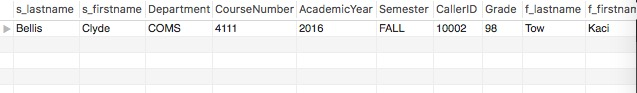 s_lastname s_firstname Department CourseNumber AcademicYear Semester CallerID Grade f_lastname f_firstnam
Bellis Clyde COMS 4111 2016 FALL 10002 98 Tow Kaci